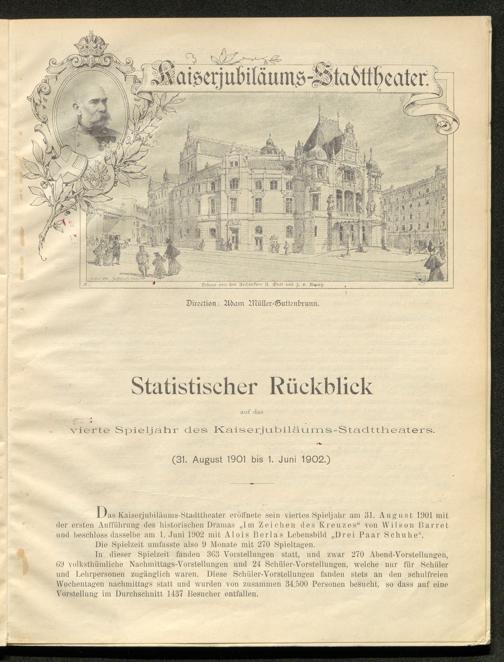 Kaiserjubiläums-Stadttheater.
Erbaut von den Architekten
Direction: Adam Müller-Guttenbrunn.
Statistischer Rückblick
auf das
vierte Spieljahr des Kaiserjubiläums-Stadttheaters.
(31. August 1901 bis 1. Juni 1902.)
Das Kaiserjubiläums-Stadttheater eröffnete sein viertes Spieljahr am 31. August 1901 mit
der ersten Aufführung des historischen Dramas „Im Zeichen des Kreuzes“ von Wilson Barret
und beschloss dasselbe am 1. Juni 1902 mit Alois Berlas Lebensbild „Drei Paar Schuhe“.
Die Spielzeit umfasste also 9 Monate mit 270 Spieltagen.
In dieser Spielzeit fanden 363 Vorstellungen statt, und zwar 270 Abend-Vorstellungen,
69 volksthümliche Nachmittags-Vorstellungen und 24 Schüler-Vorstellungen, welche nur für Schüler
und Lehrpersonen zugänglich waren. Diese Schüler-Vorstellungen fanden stets an den schulfreien
Wochentagen nachmittags statt und wurden von zusammen 34.500 Personen besucht, so dass auf eine
Vorstellung im Durchschnitt 1437 Besucher entfallen.